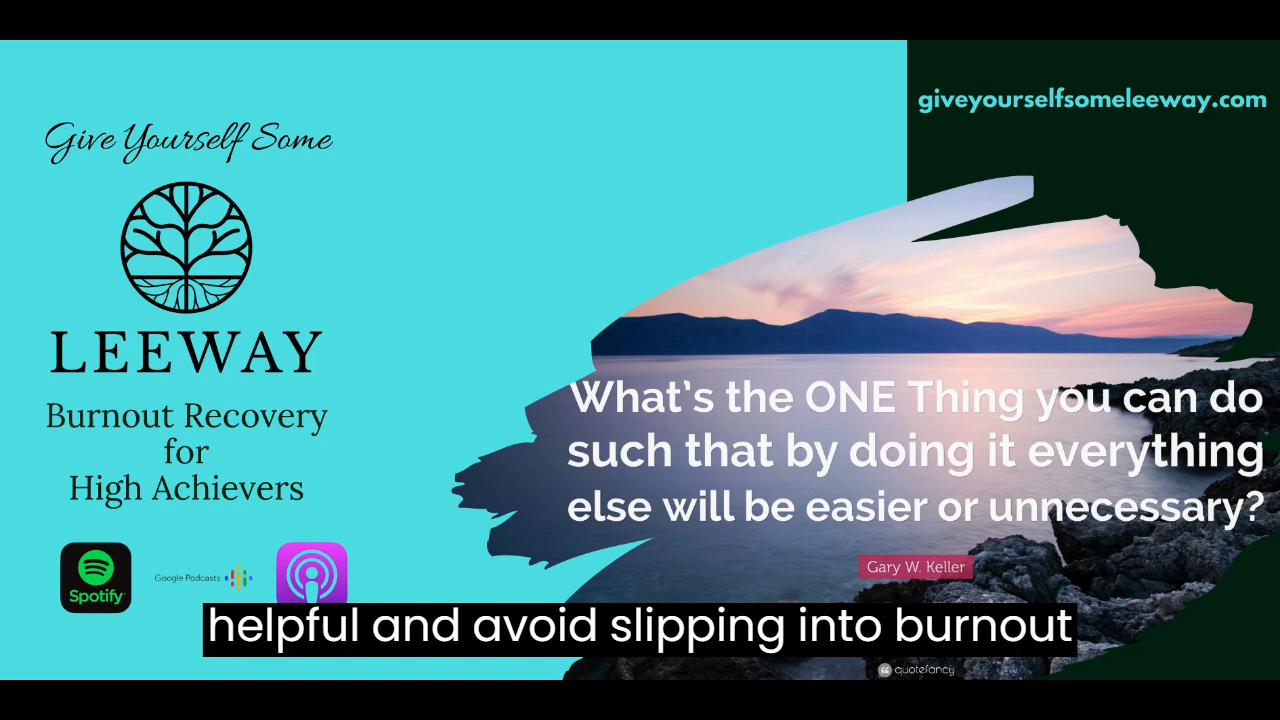 giveyourselfsomeleeway.com
Give Yourself Some
LEEWAY
Burnout Recovery
for
High Achievers
Spotify
Google Podcasts
What's the ONE Thing you can do
such that by doing it everything
else will be easier or unnecessary?
Gary W. Keller
helpful and avoid slipping into burnout
quotefancy